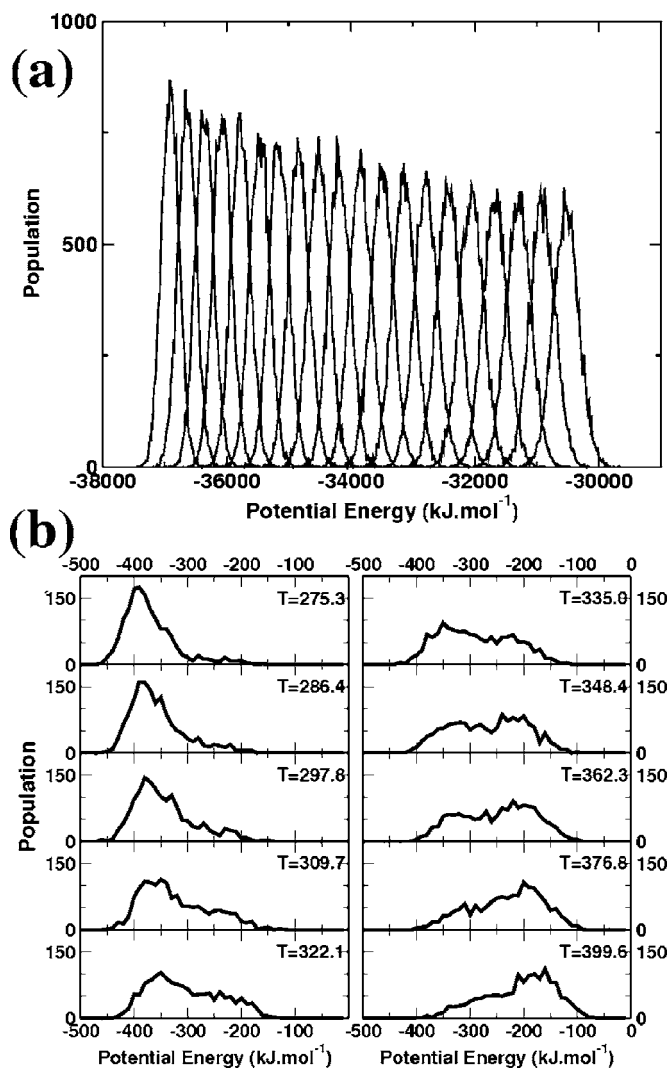 (a)
1000
500
0
Population
-38000 -36000 -34000 -32000 -30000
Potential Energy (kJ.mol⁻¹)
(b)
-500 -400 -300 -200 -100 -500 -400 -300 -200 -100 0
150 T=275.3 T=335.0 150
0 0
150 T=286.4 T=348.4 150
0 0
150 T=297.8 T=362.3 150
0 0
150 T=309.7 T=376.8 150
0 0
150 T=322.1 T=399.6 150
Population
-500 -400 -300 -200 -100 -500 -400 -300 -200 -100 0
0
Potential Energy (kJ.mol⁻¹) Potential Energy (kJ.mol⁻¹)